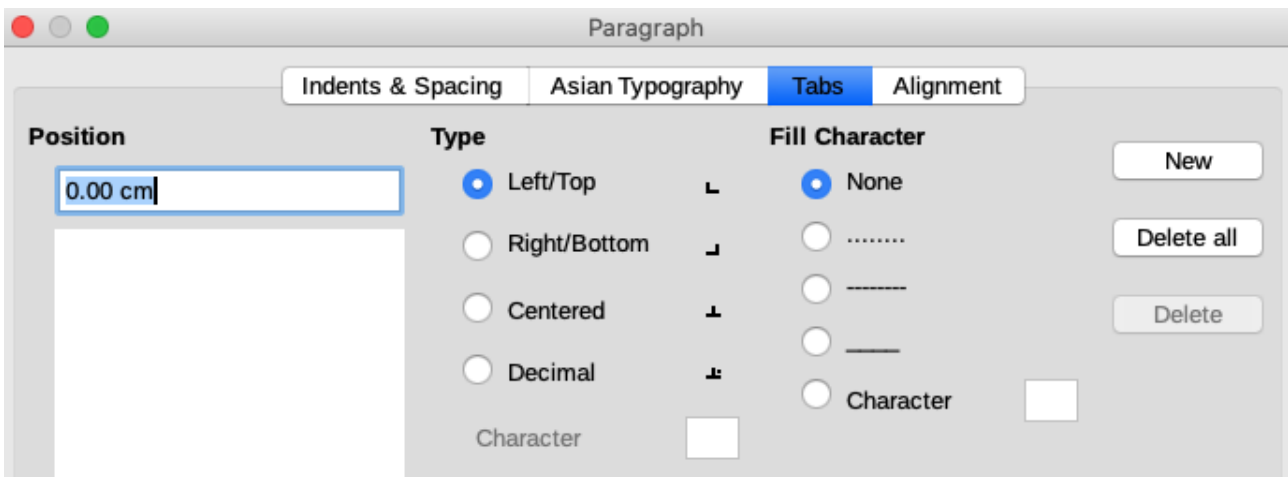 Paragraph
Indents & Spacing Asian Typography Tabs Alignment
Position
0.00 cm
Type
Left/Top
Right/Bottom
Centered
Decimal
Character
Fill Character
None
........
--------
____
Character
New
Delete all
Delete